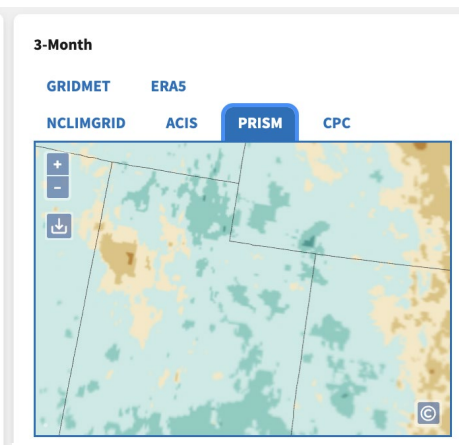 3-Month
GRIDMET ERA5
NCLIMGRID ACIS PRISM CPC
+
−
©